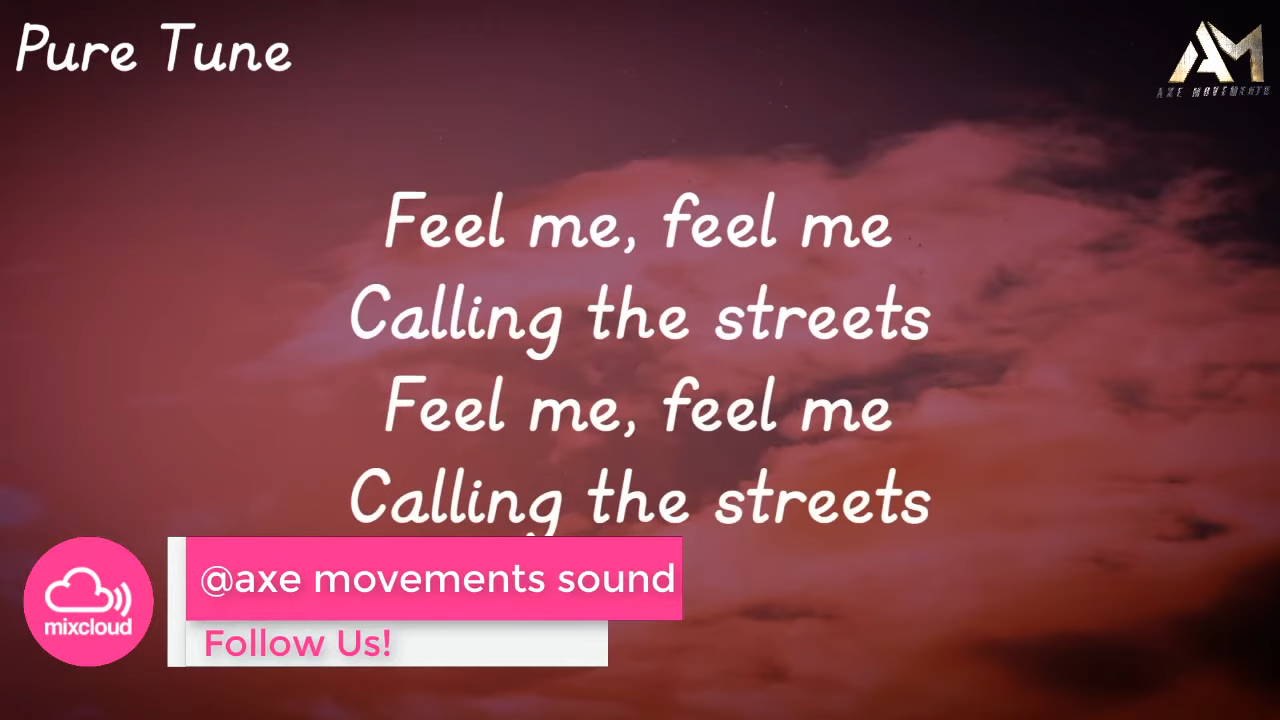 Pure Tune
AM
AXE MOVEMENTS
Feel me, feel me
Calling the streets
Feel me, feel me
Calling the streets
@axe movements sound
mixcloud
Follow Us!